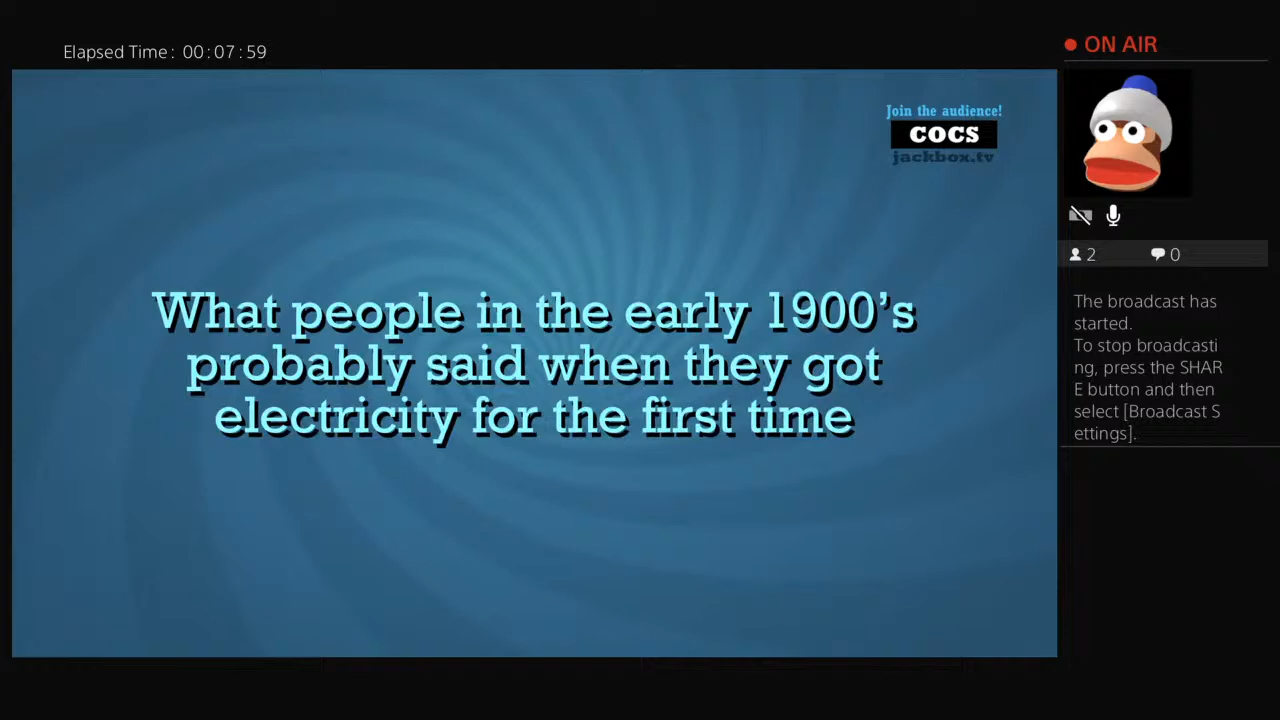 Elapsed Time: 00:07:59
ON AIR
Join the audience!
COCS
jackbox.tv
What people in the early 1900's
probably said when they got
electricity for the first time
2
0
The broadcast has
started.
To stop broadcasti
ng, press the SHAR
E button and then
select [Broadcast S
ettings].